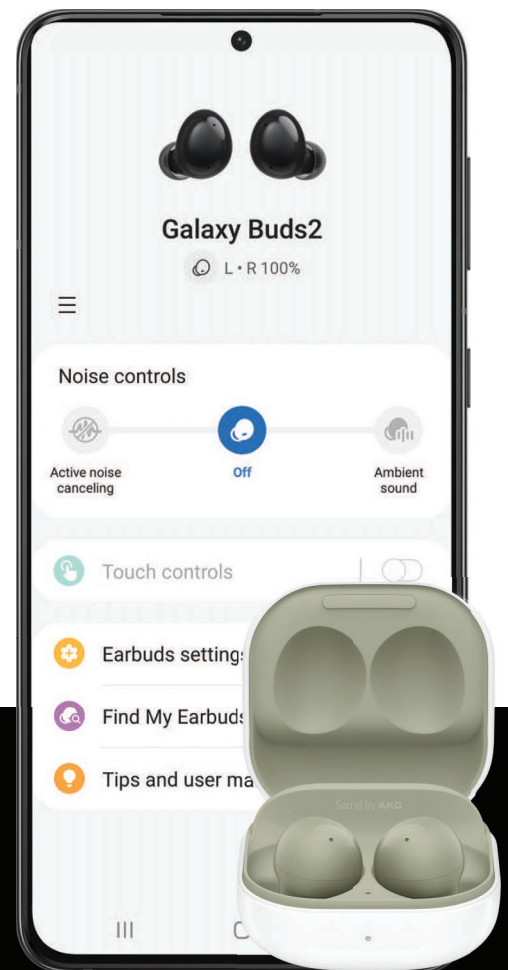 Galaxy Buds2
L • R 100%
Noise controls
Active noise
canceling
Off
Ambient
sound
Touch controls
Earbuds setting
Find My Earbuds
Tips and user ma
Sound by AKG